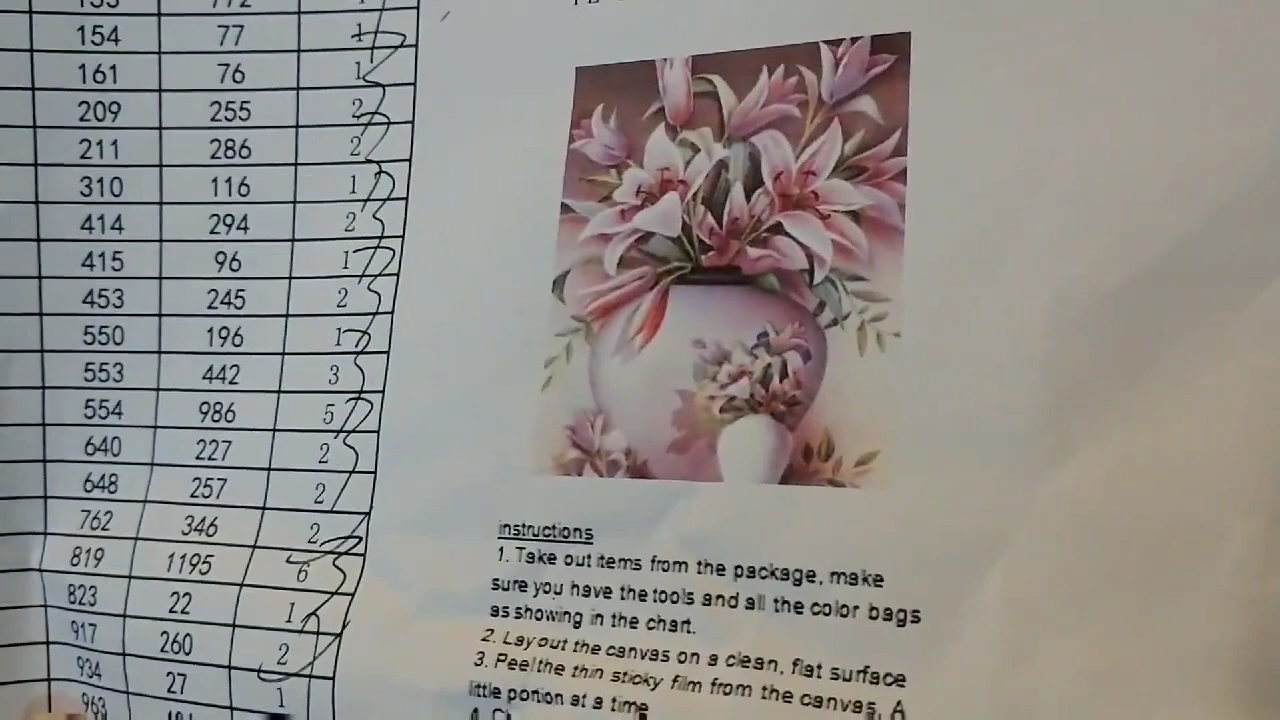 154 77 1
161 76 1
209 255 2
211 286 2
310 116 1
414 294 2
415 96 1
453 245 2
550 196 1
553 442 3
554 986 5
640 227 2
648 257 2
762 346 2
819 1195 6
823 22 1
917 260 2
934 27 1
963
instructions
1. Take out items from the package, make
sure you have the tools and all the color bags
as showing in the chart.
2. Lay out the canvas on a clean, flat surface
3. Peel the thin sticky film from the canvas. A
little portion at a time